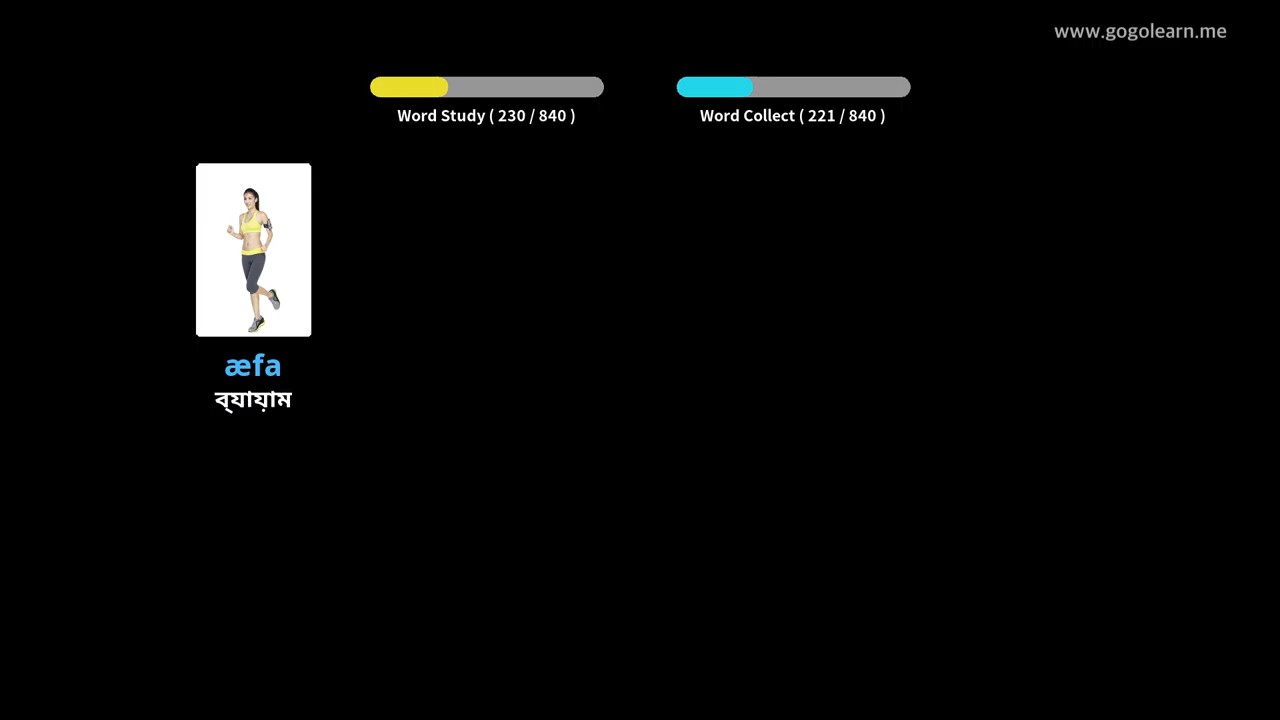 www.gogolearn.me
Word Study ( 230 / 840 )
Word Collect ( 221 / 840 )
æfa
ব্যায়াম